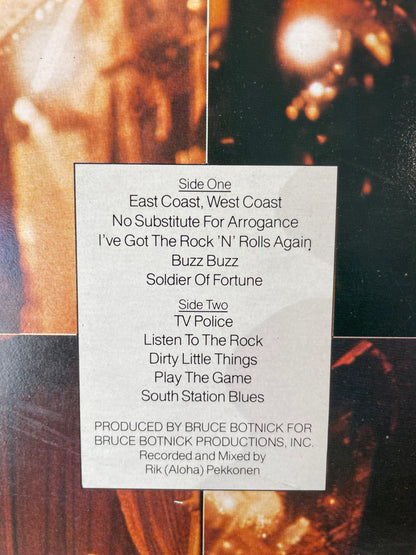 Side One
East Coast, West Coast
No Substitute For Arrogance
I've Got The Rock 'N' Rolls Again
Buzz Buzz
Soldier Of Fortune
Side Two
TV Police
Listen To The Rock
Dirty Little Things
Play The Game
South Station Blues
PRODUCED BY BRUCE BOTNICK FOR
BRUCE BOTNICK PRODUCTIONS, INC.
Recorded and Mixed by
Rik (Aloha) Pekkonen